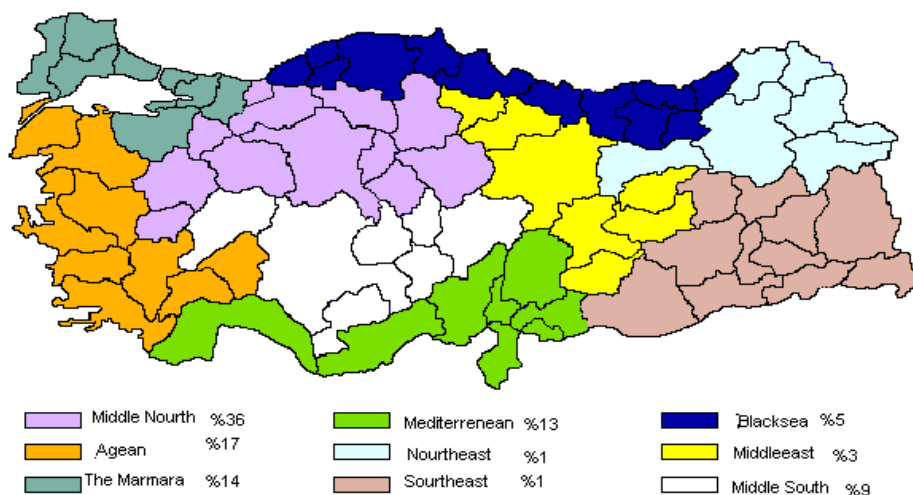 Middle Nourth %36
Mediterrenean %13
Blacksea %5
Agean %17
Nourtheast %1
Middleeast %3
The Marmara %14
Sourtheast %1
Middle South %9